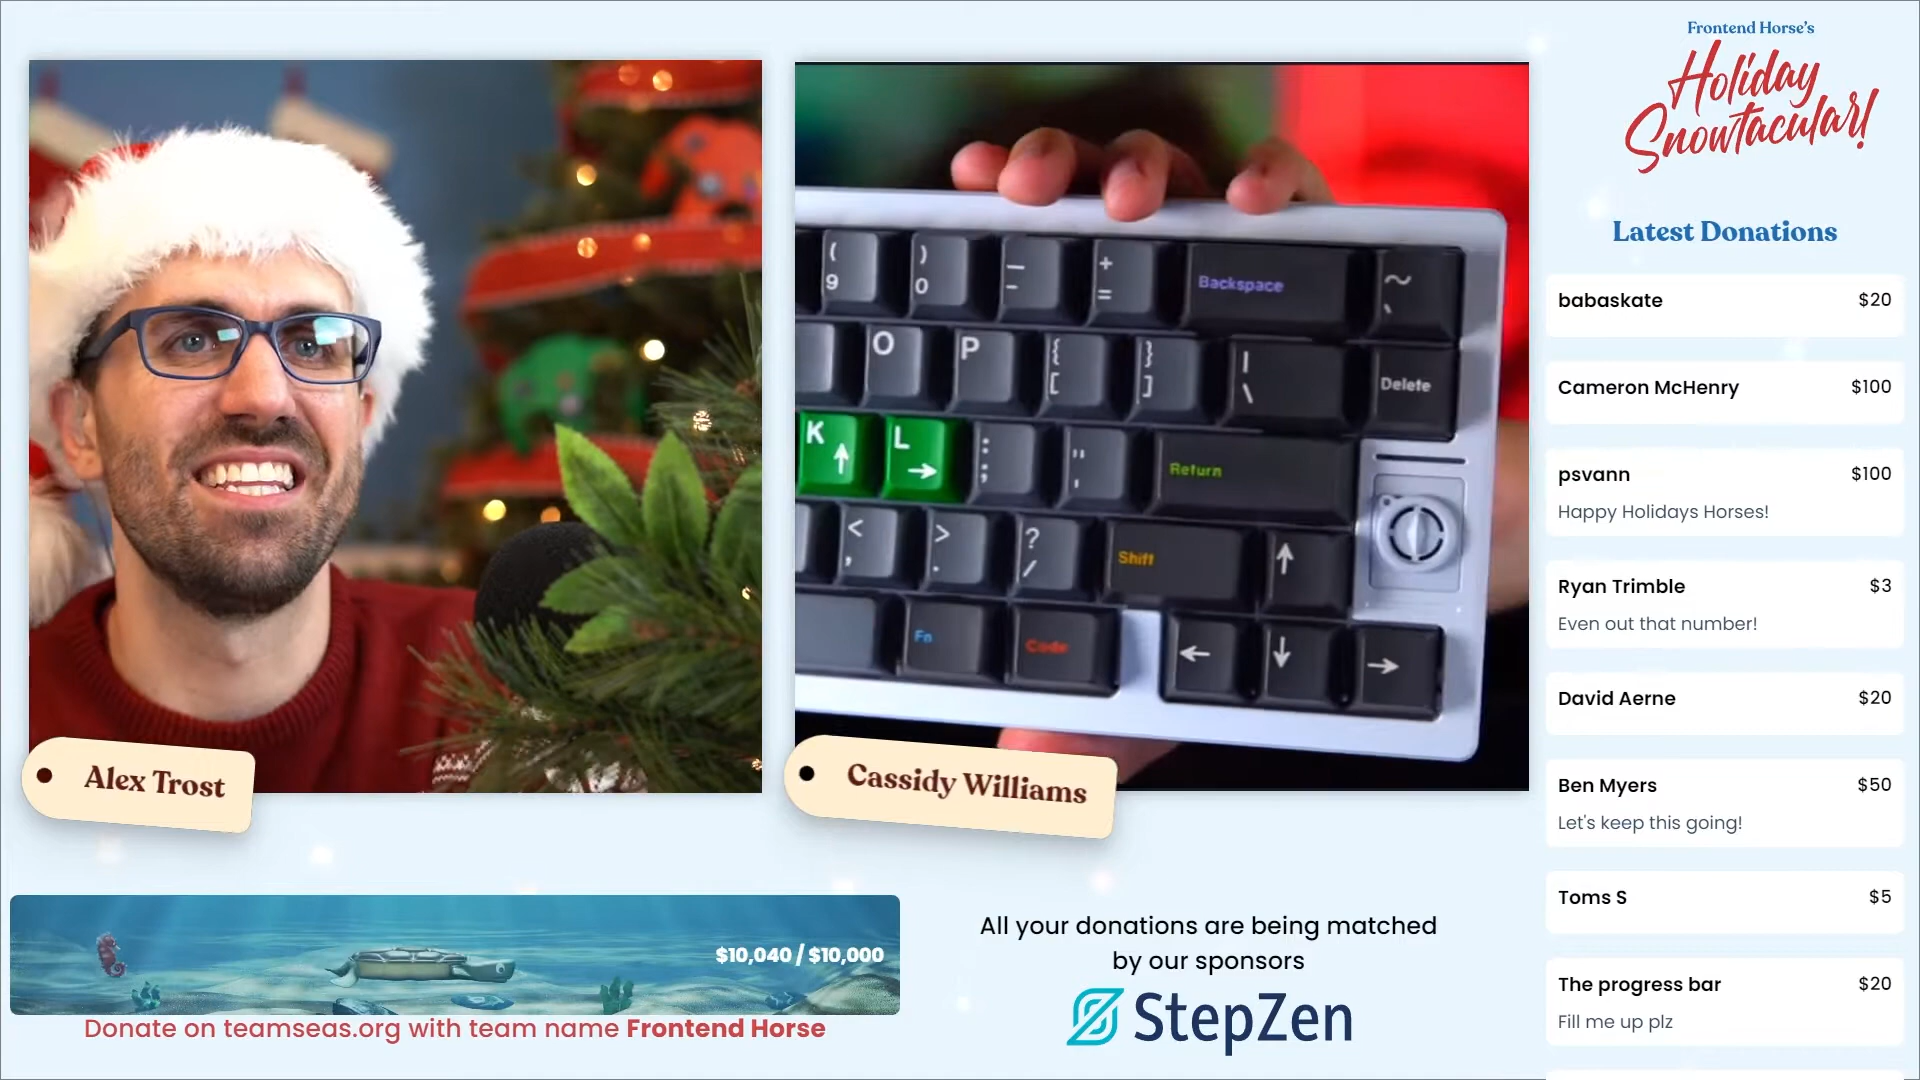 Frontend Horse's
Holiday
Snowtacular!
Latest Donations
babaskate $20
Cameron McHenry $100
psvann $100
Happy Holidays Horses!
Ryan Trimble $3
Even out that number!
David Aerne $20
Ben Myers $50
Let's keep this going!
Toms S $5
The progress bar $20
Fill me up plz
( ) — + Backspace ~
9 0 - = `
O P { } | Delete
[ ] \
K L : " Return
↑ → ; '
< > ? Shift ↑
, . /
Fn Code ← ↓ →
Alex Trost
Cassidy Williams
$10,040 / $10,000
Donate on teamseas.org with team name Frontend Horse
All your donations are being matched
by our sponsors
StepZen